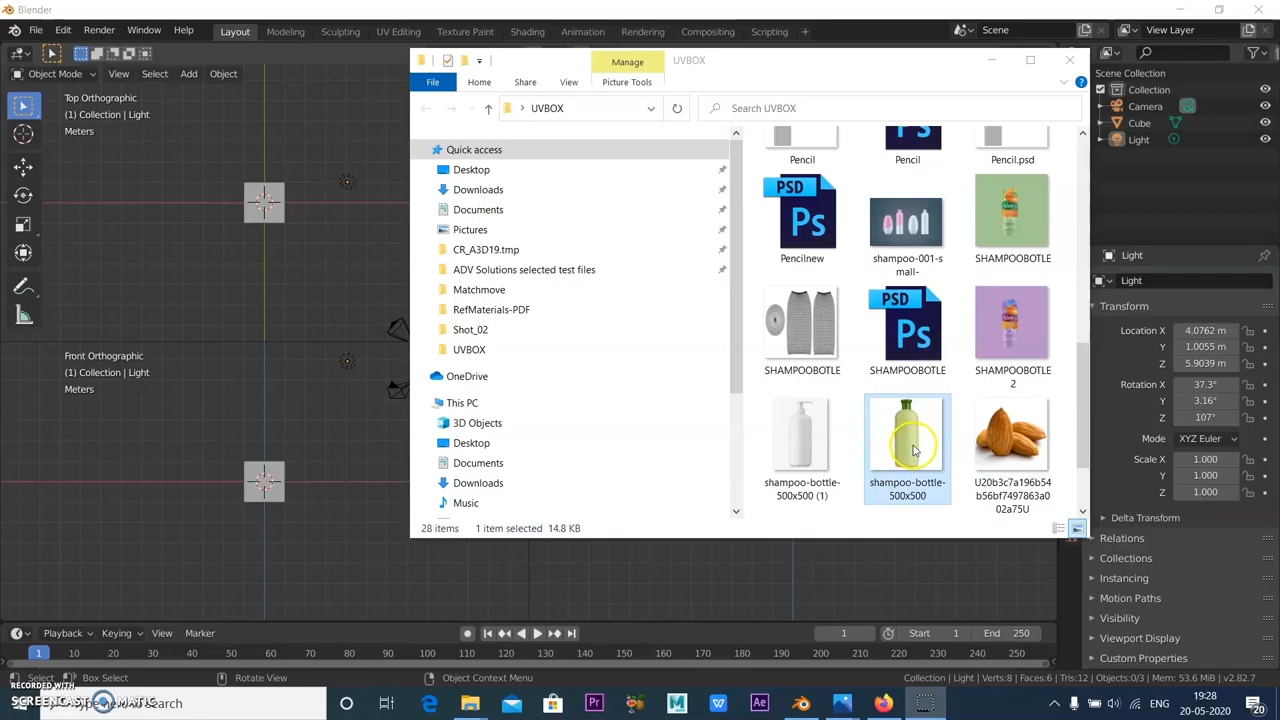 Blender
File Edit Render Window Help Layout Modeling Sculpting UV Editing Texture Paint Shading Animation Rendering Compositing Scripting + Scene View Layer
Object Mode View Select Add Object
Top Orthographic
(1) Collection | Light
Meters
Front Orthographic
(1) Collection | Light
Meters
Manage UVBOX
File Home Share View Picture Tools
UVBOX Search UVBOX
Quick access
Desktop
Downloads
Documents
Pictures
CR_A3D19.tmp
ADV Solutions selected test files
Matchmove
RefMaterials-PDF
Shot_02
UVBOX
OneDrive
This PC
3D Objects
Desktop
Documents
Downloads
Music
Pencil Pencil Pencil.psd
PSD
Ps
Pencilnew
shampoo-001-s
mall-
SHAMPOOBOTLE
SHAMPOOBOTLE
PSD
Ps
SHAMPOOBOTLE
SHAMPOOBOTLE
2
shampoo-bottle-
500x500 (1)
shampoo-bottle-
500x500
U20b3c7a196b54
b56bf7497863a0
02a75U
28 items 1 item selected 14.8 KB
Scene Collection
Collection
Camera
Cube
Light
Light
Light
Transform
Location X 4.0762 m
Y 1.0055 m
Z 5.9039 m
Rotation X 37.3°
Y 3.16°
Z 107°
Mode XYZ Euler
Scale X 1.000
Y 1.000
Z 1.000
Delta Transform
Relations
Collections
Instancing
Motion Paths
Visibility
Viewport Display
Custom Properties
Playback Keying View Marker 1 Start 1 End 250
1 10 20 30 40 50 60 70 80 90 100 110 120 130 140 150 160 170 180 190 200 210 220 230 240 250
Select Box Select Rotate View Object Context Menu Collection | Light | Verts:8 | Faces:6 | Tris:12 | Objects:0/3 | Mem: 53.6 MiB | v2.82.7
RECORDED WITH
SCREENCAST MATIC
here to search
Pr
W
Ae
ENG
19:28
20-05-2020
20